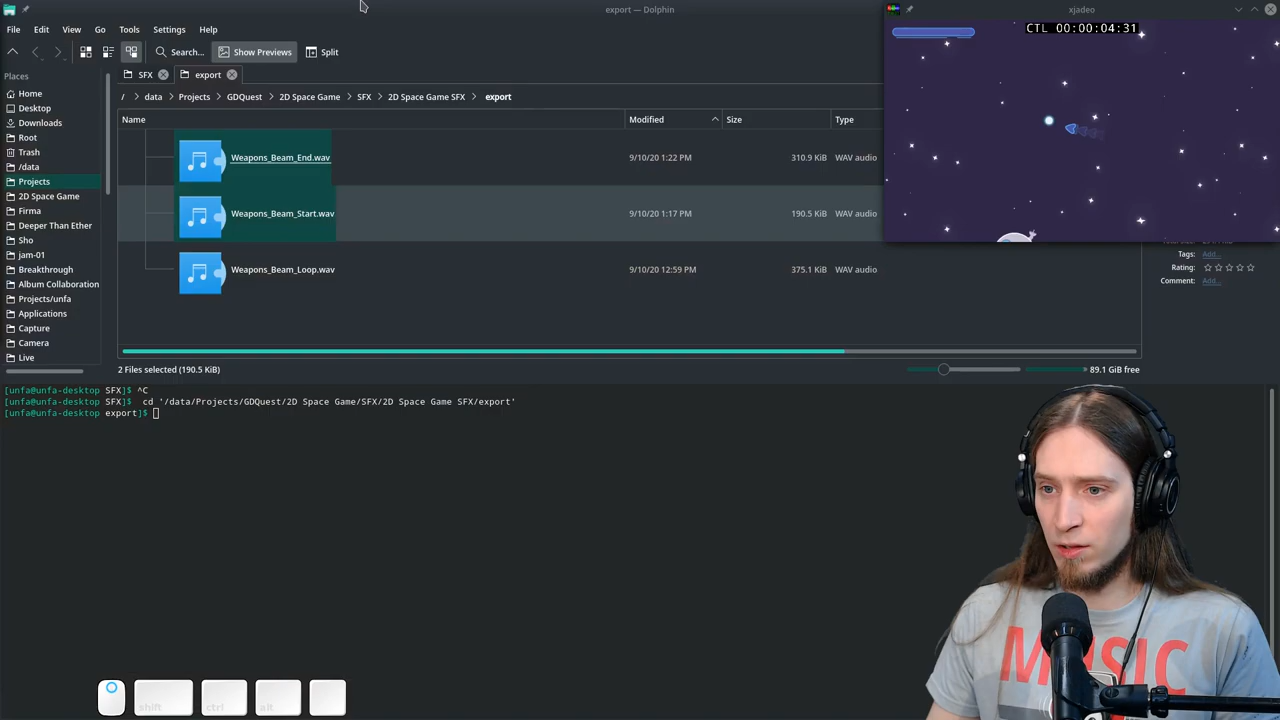 export — Dolphin
xjadeo
File Edit View Go Tools Settings Help
CTL 00:00:04:31
Search... Show Previews Split
Places
SFX export
Home
Desktop
Downloads
Root
Trash
/data
Projects
2D Space Game
Firma
Deeper Than Ether
Sho
jam-01
Breakthrough
Album Collaboration
Projects/unfa
Applications
Capture
Camera
Live
/ > data > Projects > GDQuest > 2D Space Game > SFX > 2D Space Game SFX > export
Name Modified Size Type
Weapons_Beam_End.wav 9/10/20 1:22 PM 310.9 KiB WAV audio
Weapons_Beam_Start.wav 9/10/20 1:17 PM 190.5 KiB WAV audio
Weapons_Beam_Loop.wav 9/10/20 12:59 PM 375.1 KiB WAV audio
Tags: Add...
Rating:
Comment: Add...
2 Files selected (190.5 KiB)
89.1 GiB free
[unfa@unfa-desktop SFX]$ ^C
[unfa@unfa-desktop SFX]$  cd '/data/Projects/GDQuest/2D Space Game/SFX/2D Space Game SFX/export'
[unfa@unfa-desktop export]$
MUSIC
shift ctrl alt